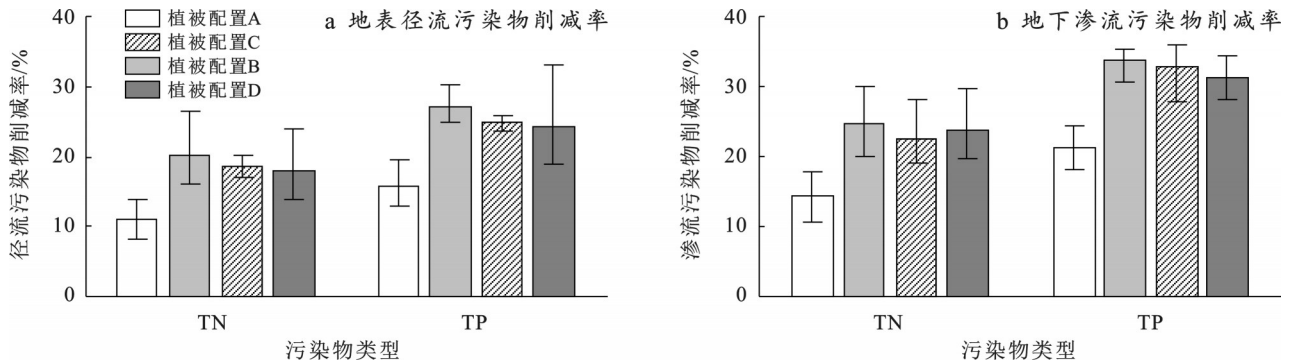 a 地表径流污染物削减率
植被配置A
植被配置C
植被配置B
植被配置D
径流污染物削减率/%
40
30
20
10
0
TN
TP
污染物类型
b 地下渗流污染物削减率
渗流污染物削减率/%
40
30
20
10
0
TN
TP
污染物类型